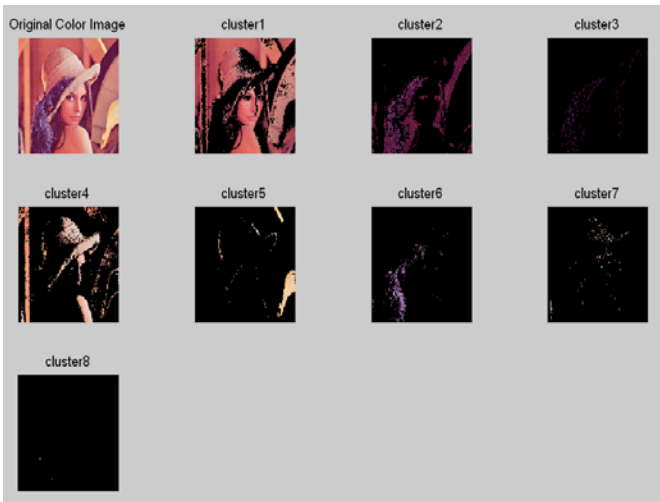 Original Color Image
cluster1
cluster2
cluster3
cluster4
cluster5
cluster6
cluster7
cluster8